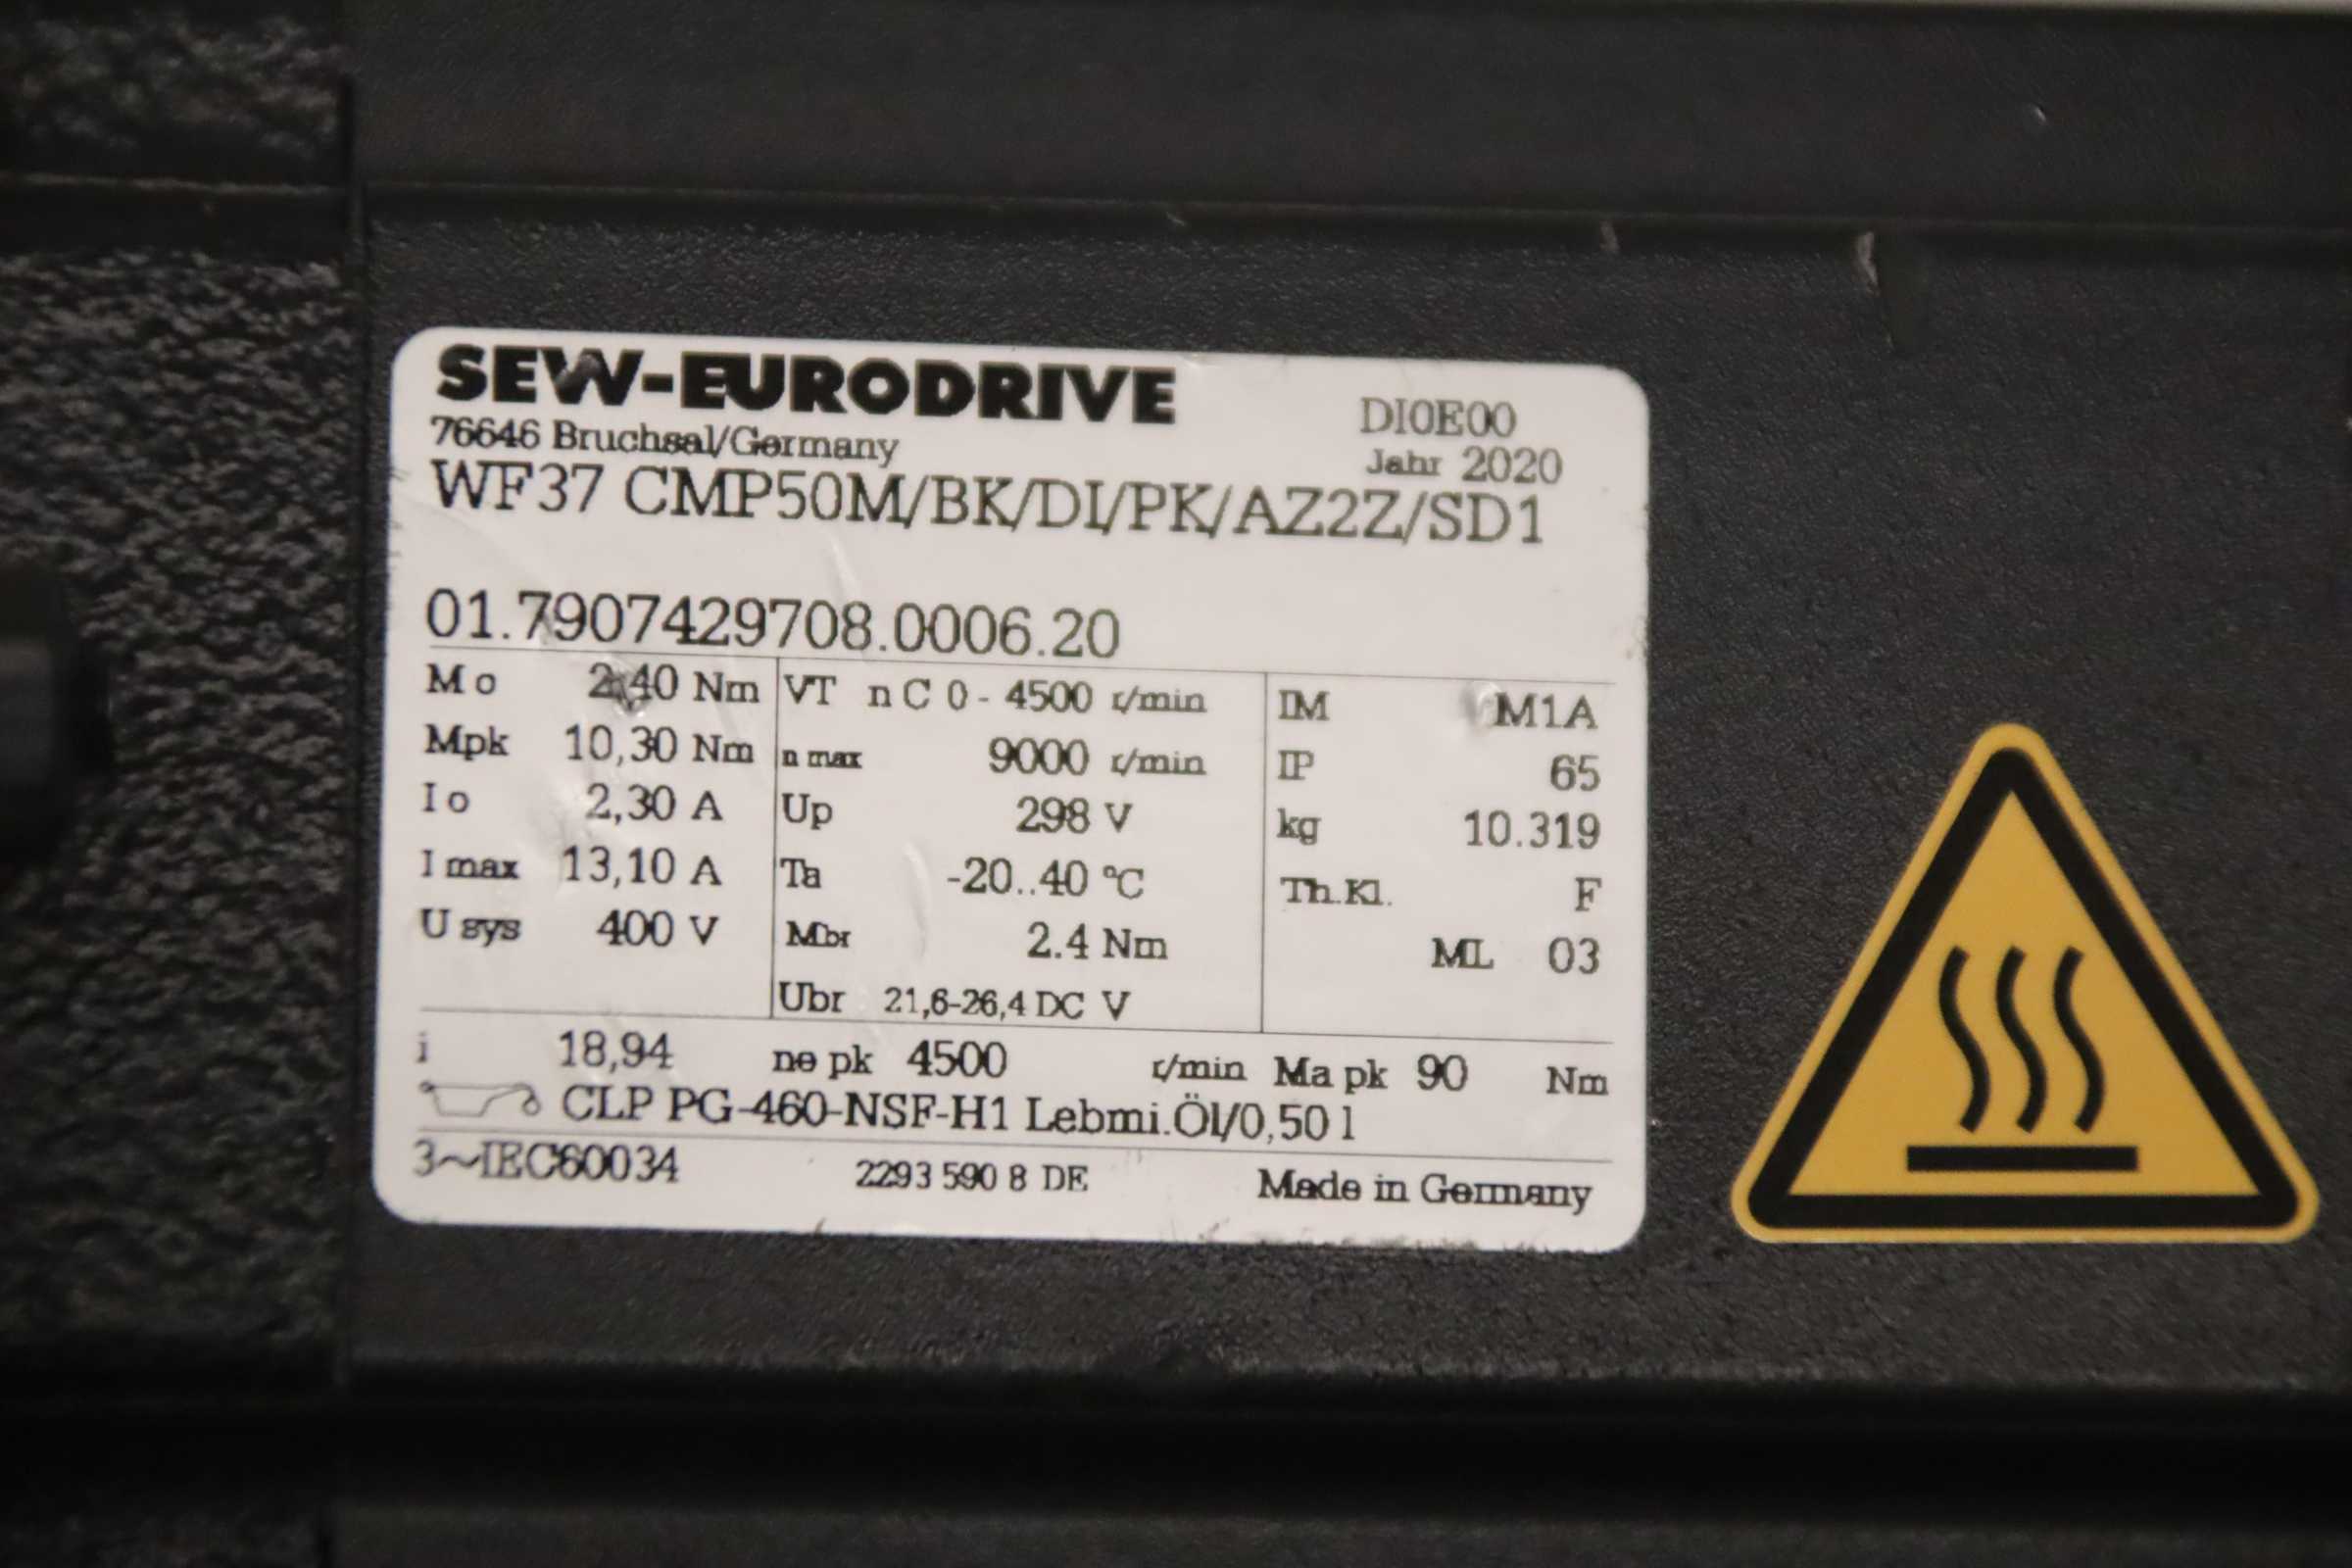 SEW-EURODRIVE
76646 Bruchsal/Germany
DI0E00
Jahr 2020
WF37 CMP50M/BK/DI/PK/AZ2Z/SD1
01.7907429708.0006.20
Mo 2,40 Nm VT n C 0 - 4500 r/min IM M1A
Mpk 10,30 Nm n max 9000 r/min IP 65
Io 2,30 A Up 298 V kg 10.319
I max 13,10 A Ta -20..40 °C Th.Kl. F
U sys 400 V Mbr 2.4 Nm ML 03
Ubr 21,6-26,4 DC V
i 18,94 ne pk 4500 r/min Ma pk 90 Nm
CLP PG-460-NSF-H1 Lebmi.Öl/0,50 l
3~IEC60034 2293 590 8 DE Made in Germany